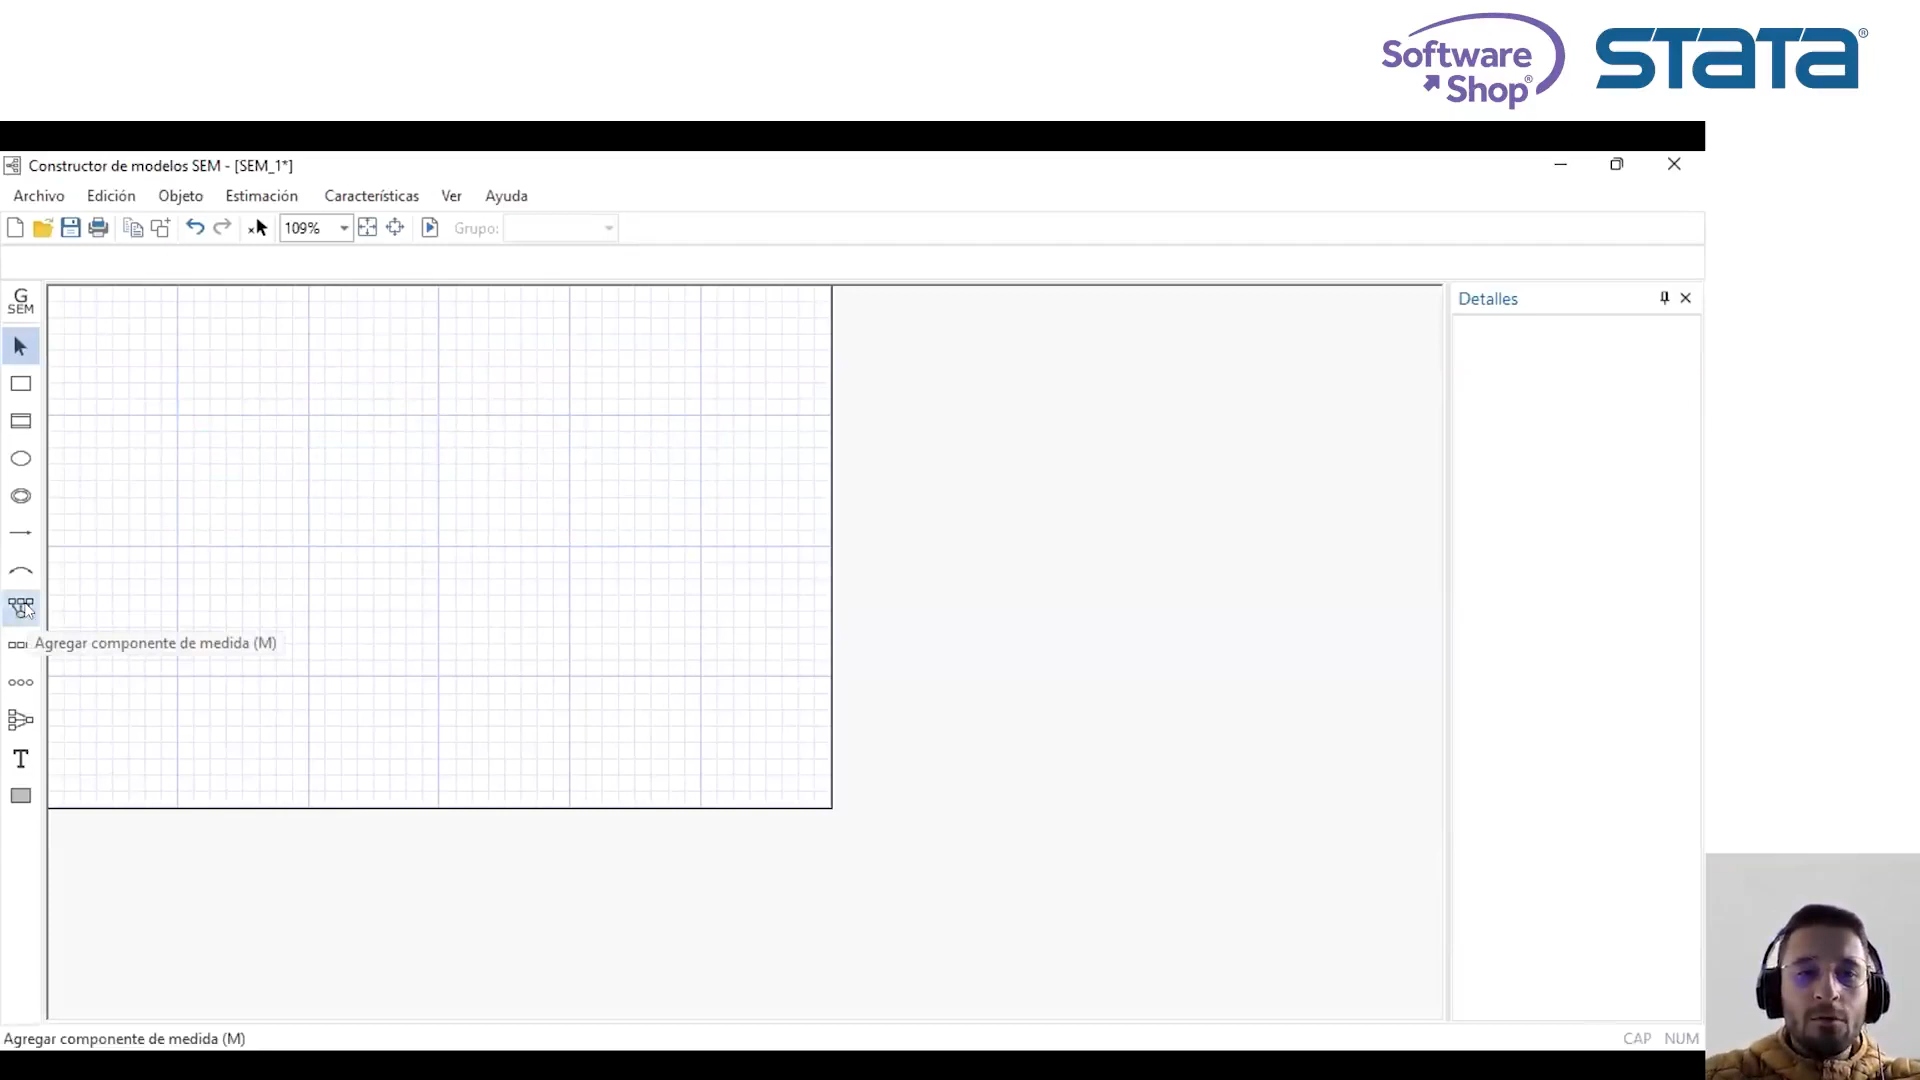 Software
Shop®
STATA®
Constructor de modelos SEM - [SEM_1*]
Archivo Edición Objeto Estimación Características Ver Ayuda
109% Grupo:
G
SEM
Detalles
Agregar componente de medida (M)
T
Agregar componente de medida (M)
CAP NUM